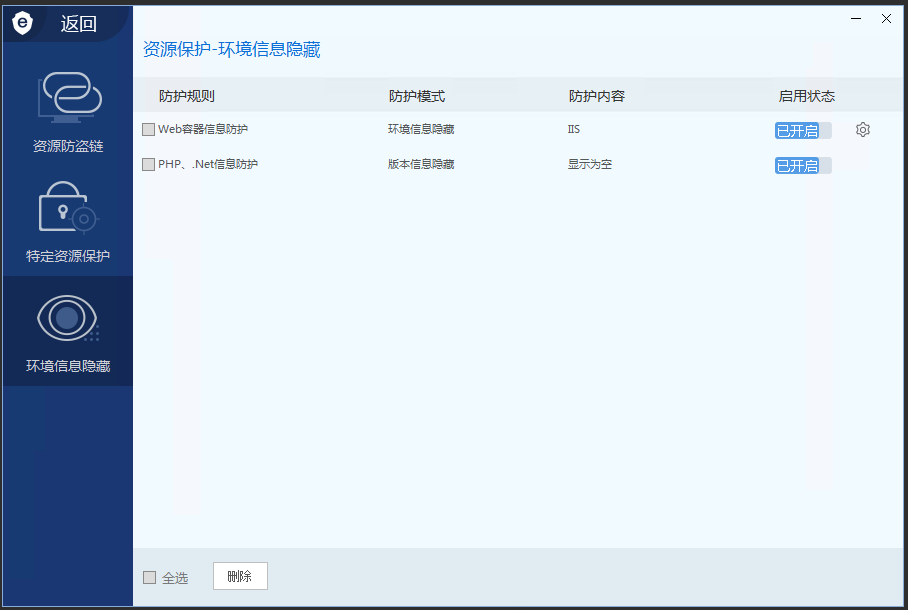 返回
资源防盗链
特定资源保护
环境信息隐藏
资源保护-环境信息隐藏
防护规则 防护模式 防护内容 启用状态
Web容器信息防护 环境信息隐藏 IIS 已开启
PHP、.Net信息防护 版本信息隐藏 显示为空 已开启
全选 删除